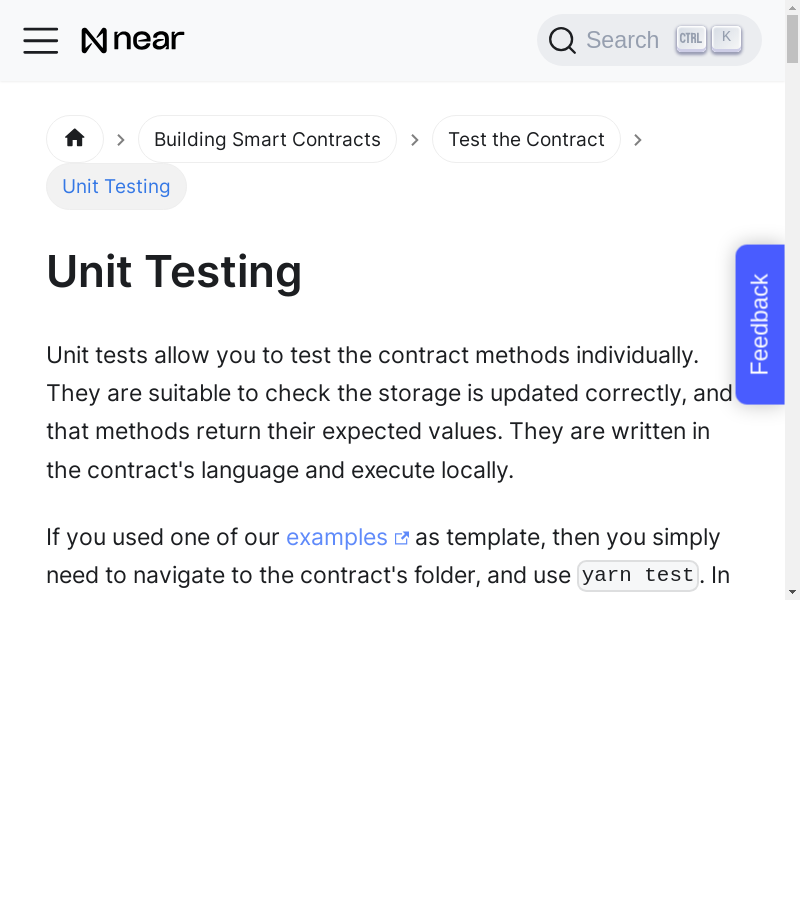 near
Search CTRL K
Building Smart Contracts
Test the Contract
Unit Testing
Unit Testing
Feedback
Unit tests allow you to test the contract methods individually.
They are suitable to check the storage is updated correctly, and
that methods return their expected values. They are written in
the contract's language and execute locally.
If you used one of our examples as template, then you simply
need to navigate to the contract's folder, and use yarn test. In